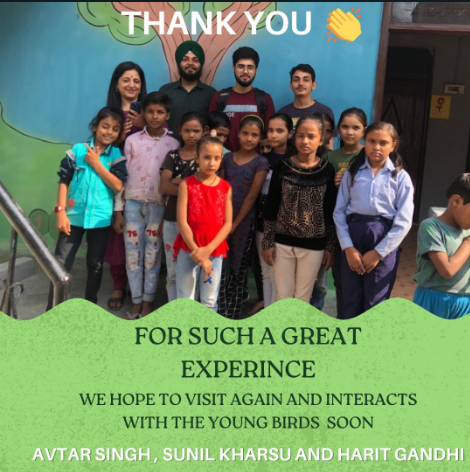 THANK YOU 👏
FOR SUCH A GREAT
EXPERINCE
WE HOPE TO VISIT AGAIN AND INTERACTS
WITH THE YOUNG BIRDS SOON
AVTAR SINGH , SUNIL KHARSU AND HARIT GANDHI